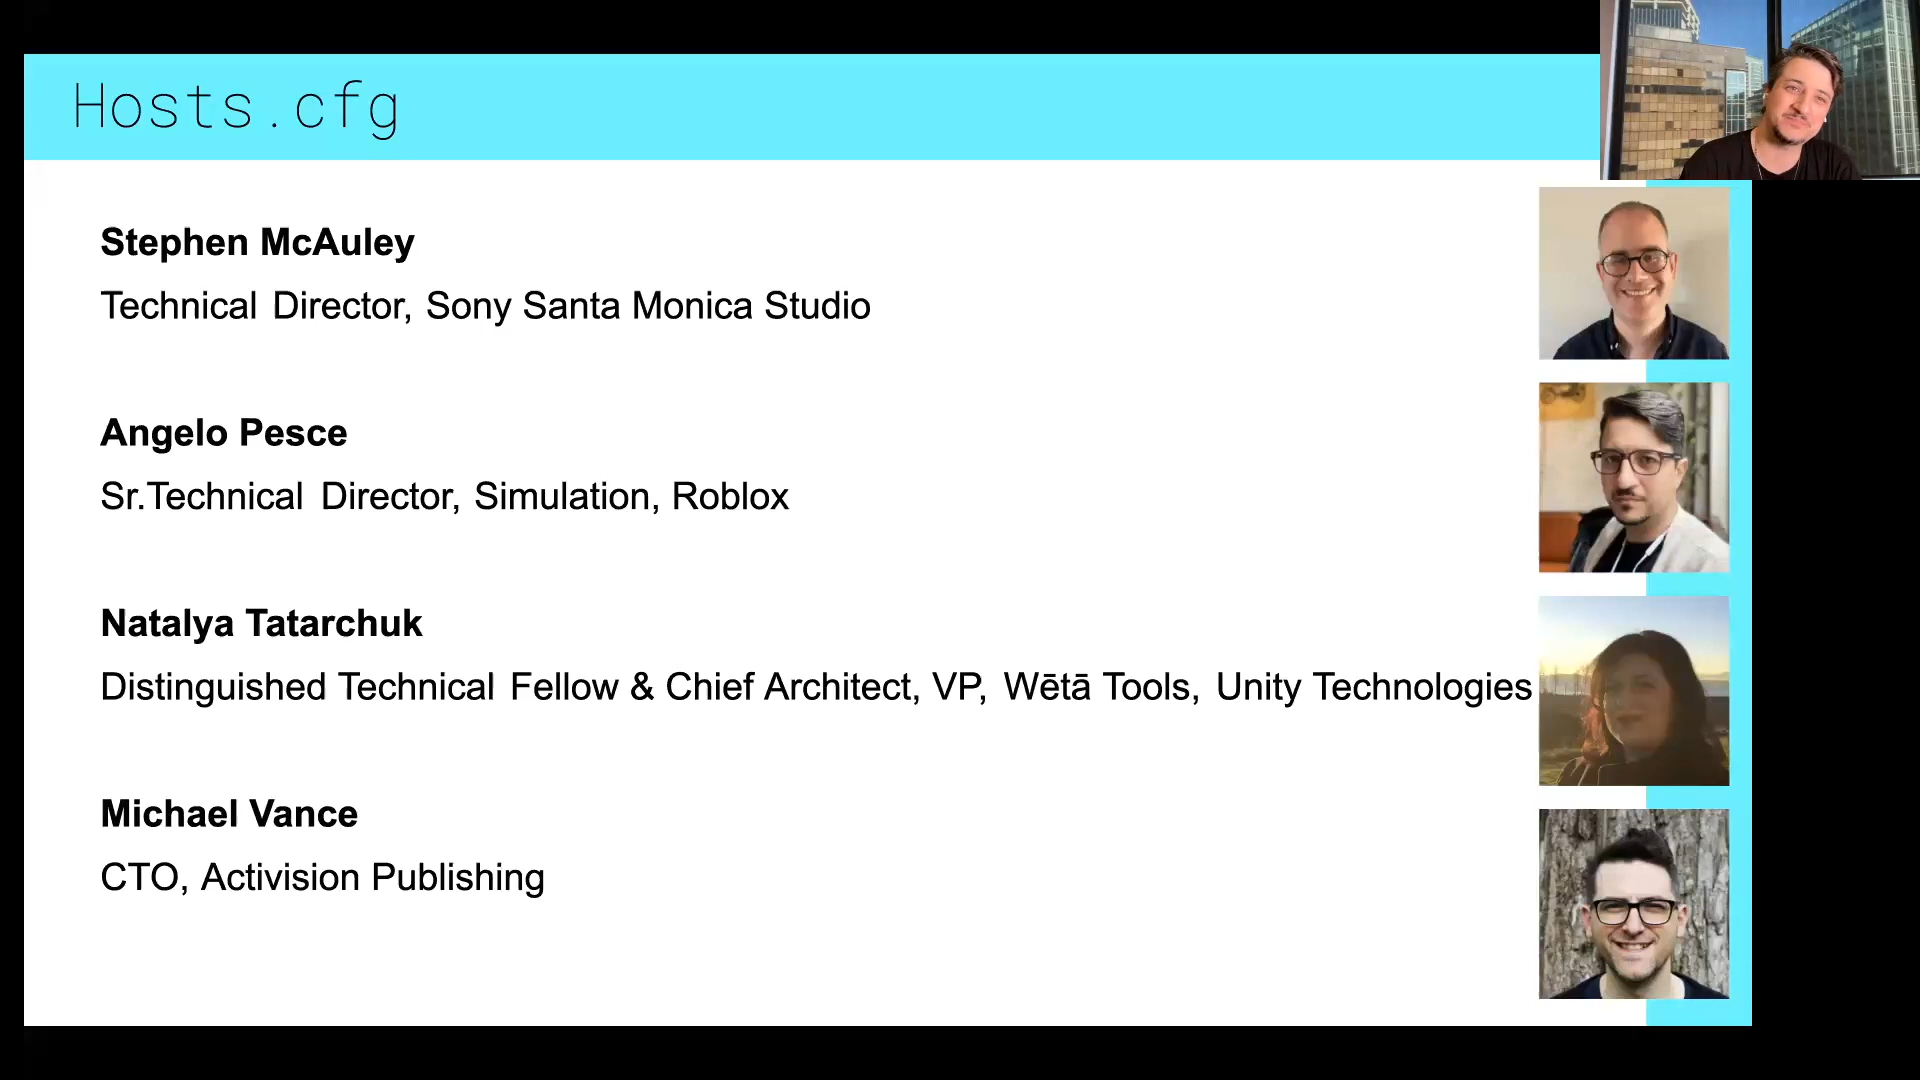 Hosts.cfg
Stephen McAuley
Technical Director, Sony Santa Monica Studio
Angelo Pesce
Sr.Technical Director, Simulation, Roblox
Natalya Tatarchuk
Distinguished Technical Fellow & Chief Architect, VP, Wētā Tools, Unity Technologies
Michael Vance
CTO, Activision Publishing